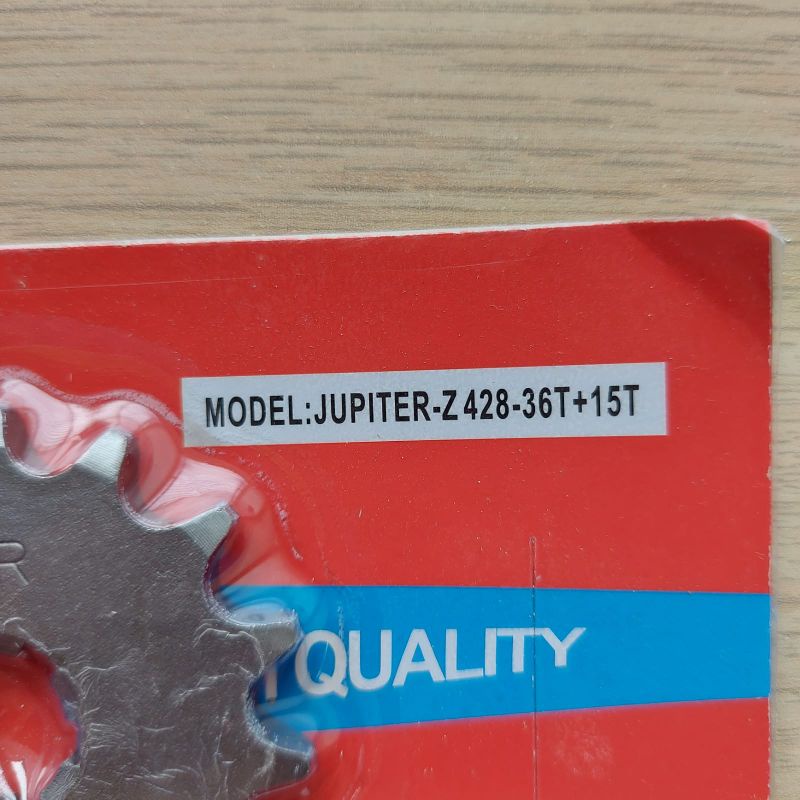 MODEL:JUPITER-Z 428-36T+15T
R
QUALITY